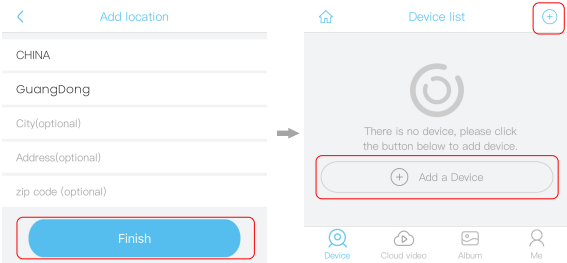 Add location
CHINA
GuangDong
City(optional)
Address(optional)
zip code (optional)
Finish
Device list
There is no device, please click
the button below to add device.
Add a Device
Device
Cloud video
Album
Me